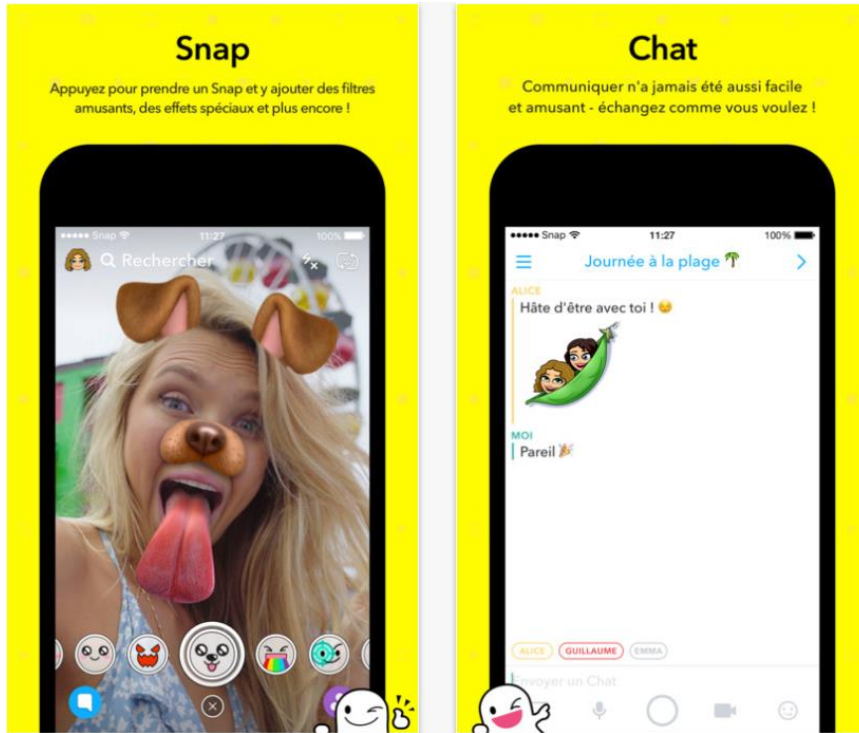 Snap
Appuyez pour prendre un Snap et y ajouter des filtres
amusants, des effets spéciaux et plus encore !
Snap
11:27
100%
Rechercher
Chat
Communiquer n'a jamais été aussi facile
et amusant - échangez comme vous voulez !
Snap
11:27
100%
Journée à la plage 🌴
ALICE
Hâte d'être avec toi ! 😏
MOI
Pareil 🎉
ALICE
GUILLAUME
EMMA
Envoyer un Chat